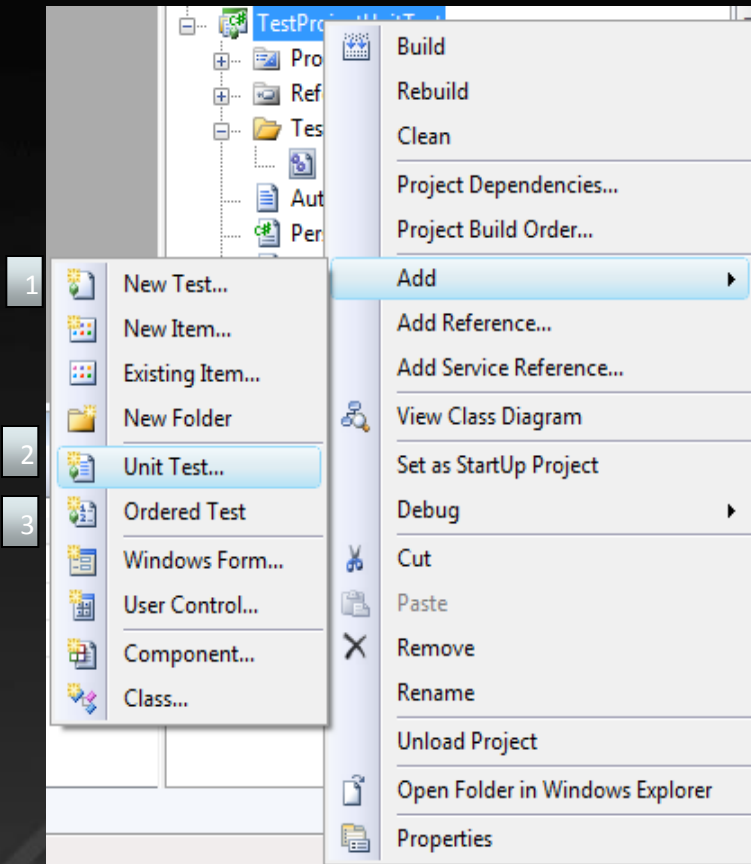 Build
Rebuild
Clean
Project Dependencies...
Project Build Order...
Add
Add Reference...
Add Service Reference...
View Class Diagram
Set as StartUp Project
Debug
Cut
Paste
Remove
Rename
Unload Project
Open Folder in Windows Explorer
Properties
1
New Test...
New Item...
Existing Item...
New Folder
2
Unit Test...
3
Ordered Test
Windows Form...
User Control...
Component...
Class...